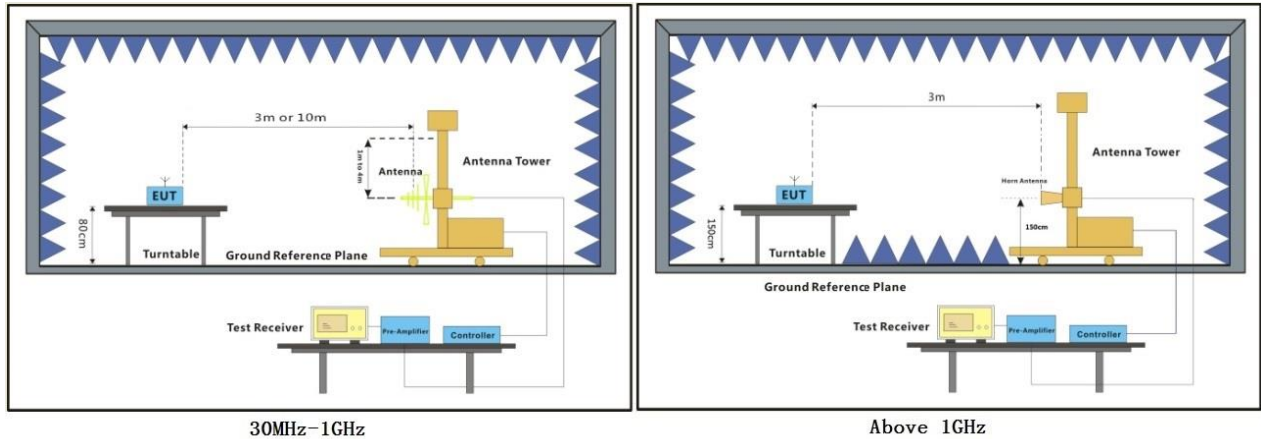 3m or 10m
1m to 4m
Antenna
Antenna Tower
EUT
80cm
Turntable
Ground Reference Plane
Test Receiver
Pre-Amplifier
Controller
30MHz-1GHz
3m
Antenna Tower
Horn Antenna
EUT
150cm
150cm
Turntable
Ground Reference Plane
Test Receiver
Pre-Amplifier
Controller
Above 1GHz